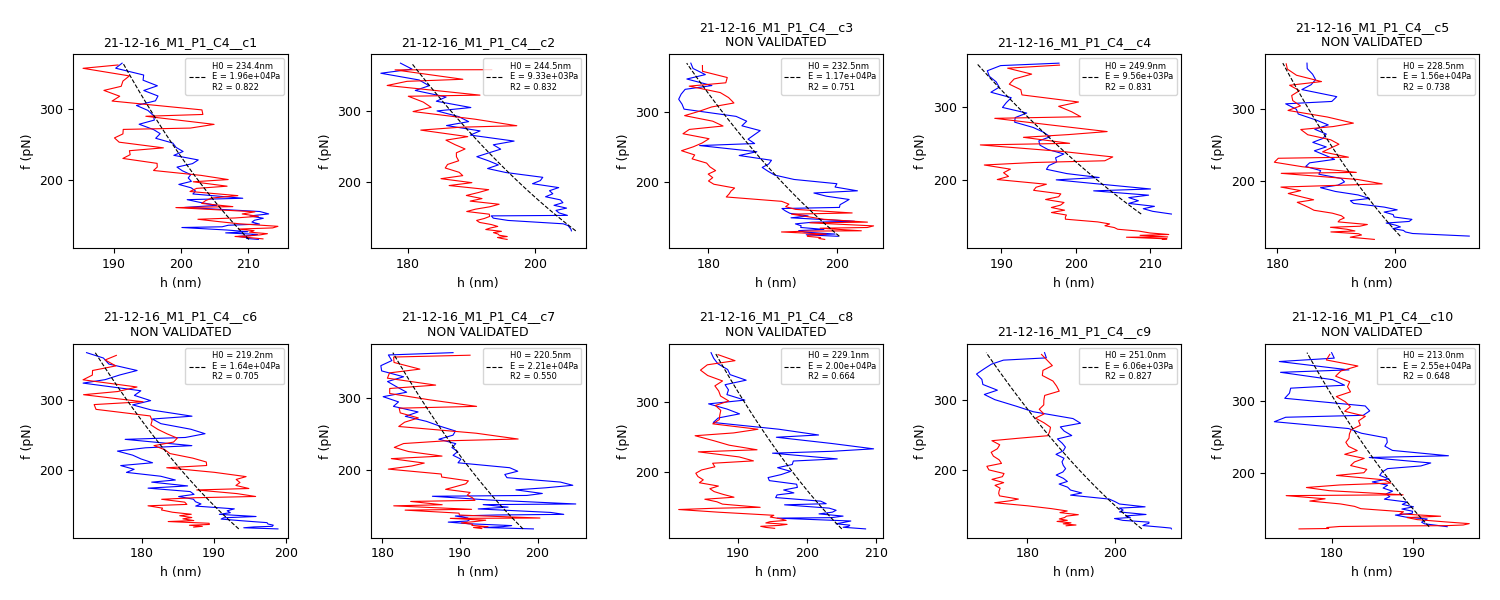 21-12-16_M1_P1_C4__c1
H0 = 234.4nm
E = 1.96e+04Pa
R2 = 0.822
300
200
f (pN)
190 200 210
h (nm)
21-12-16_M1_P1_C4__c2
H0 = 244.5nm
E = 9.33e+03Pa
R2 = 0.832
300
200
f (pN)
180 200
h (nm)
21-12-16_M1_P1_C4__c3
NON VALIDATED
H0 = 232.5nm
E = 1.17e+04Pa
R2 = 0.751
300
200
f (pN)
180 200
h (nm)
21-12-16_M1_P1_C4__c4
H0 = 249.9nm
E = 9.56e+03Pa
R2 = 0.831
300
200
f (pN)
190 200 210
h (nm)
21-12-16_M1_P1_C4__c5
NON VALIDATED
H0 = 228.5nm
E = 1.56e+04Pa
R2 = 0.738
300
200
f (pN)
180 200
h (nm)
21-12-16_M1_P1_C4__c6
NON VALIDATED
H0 = 219.2nm
E = 1.64e+04Pa
R2 = 0.705
300
200
f (pN)
180 190 200
h (nm)
21-12-16_M1_P1_C4__c7
NON VALIDATED
H0 = 220.5nm
E = 2.21e+04Pa
R2 = 0.550
300
200
f (pN)
180 190 200
h (nm)
21-12-16_M1_P1_C4__c8
NON VALIDATED
H0 = 229.1nm
E = 2.00e+04Pa
R2 = 0.664
300
200
f (pN)
190 200 210
h (nm)
21-12-16_M1_P1_C4__c9
H0 = 251.0nm
E = 6.06e+03Pa
R2 = 0.827
300
200
f (pN)
180 200
h (nm)
21-12-16_M1_P1_C4__c10
NON VALIDATED
H0 = 213.0nm
E = 2.55e+04Pa
R2 = 0.648
300
200
f (pN)
180 190
h (nm)